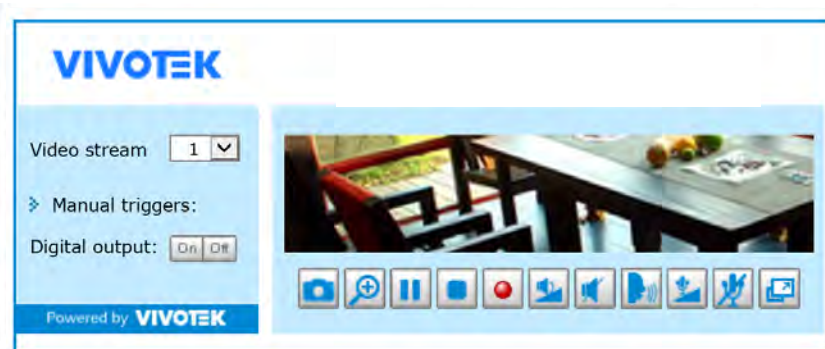 VIVOTEK
Video stream 1
Manual triggers:
Digital output: On Off
Powered by VIVOTEK